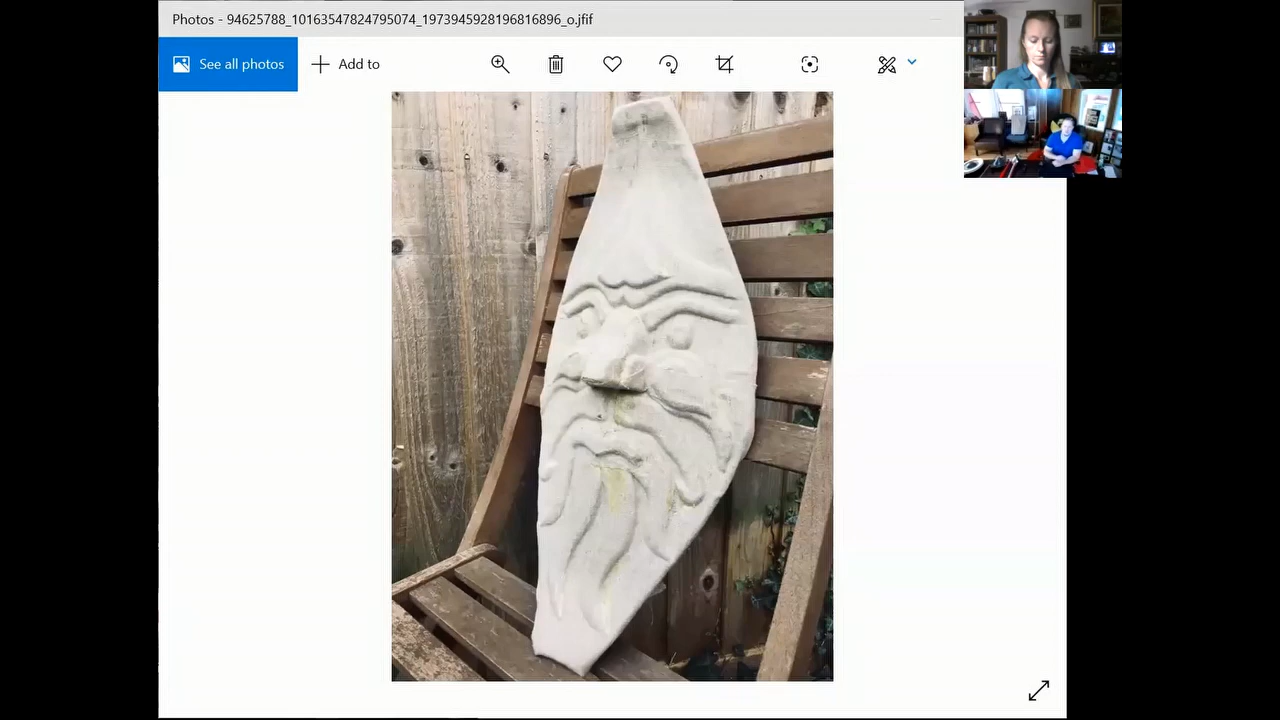 Photos - 94625788_10163547824795074_1973945928196816896_o.jfif
See all photos
Add to